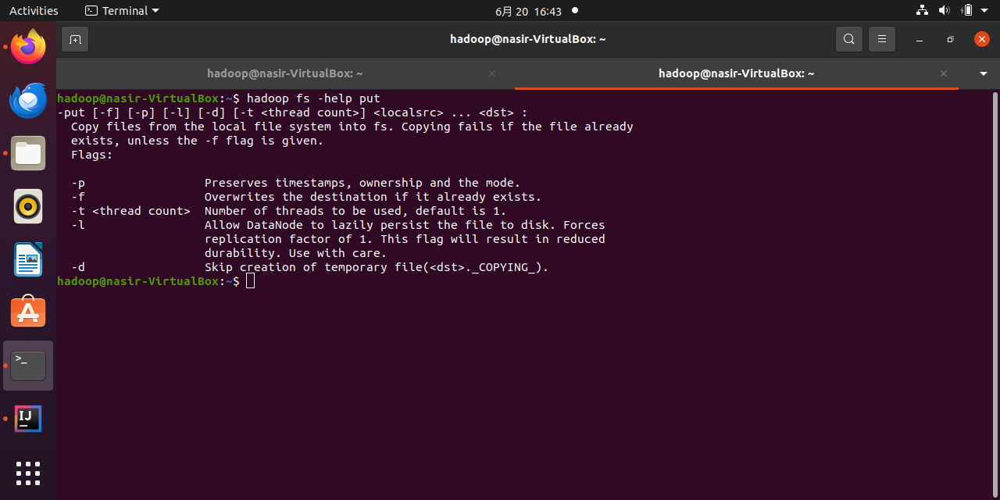 Activities Terminal 6月 20 16:43
hadoop@nasir-VirtualBox: ~
hadoop@nasir-VirtualBox: ~ hadoop@nasir-VirtualBox: ~
hadoop@nasir-VirtualBox:~$ hadoop fs -help put
-put [-f] [-p] [-l] [-d] [-t <thread count>] <localsrc> ... <dst> :
  Copy files from the local file system into fs. Copying fails if the file already
  exists, unless the -f flag is given.
  Flags:

  -p                 Preserves timestamps, ownership and the mode.
  -f                 Overwrites the destination if it already exists.
  -t <thread count>  Number of threads to be used, default is 1.
  -l                 Allow DataNode to lazily persist the file to disk. Forces
                     replication factor of 1. This flag will result in reduced
                     durability. Use with care.
  -d                 Skip creation of temporary file(<dst>._COPYING_).
hadoop@nasir-VirtualBox:~$
>_
IJ